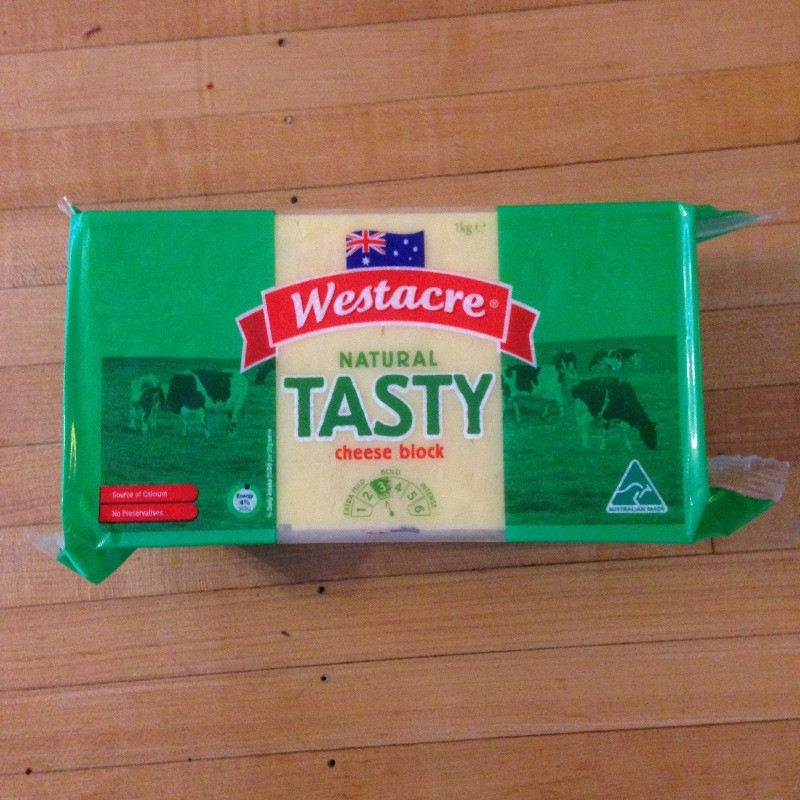 1kg e
Westacre®
NATURAL
TASTY
cheese block
BOLD
EXTRA MILD
INTENSE
1 2 3 4 5 6
Source of Calcium
No Preservatives
Energy
4%
AUSTRALIAN MADE